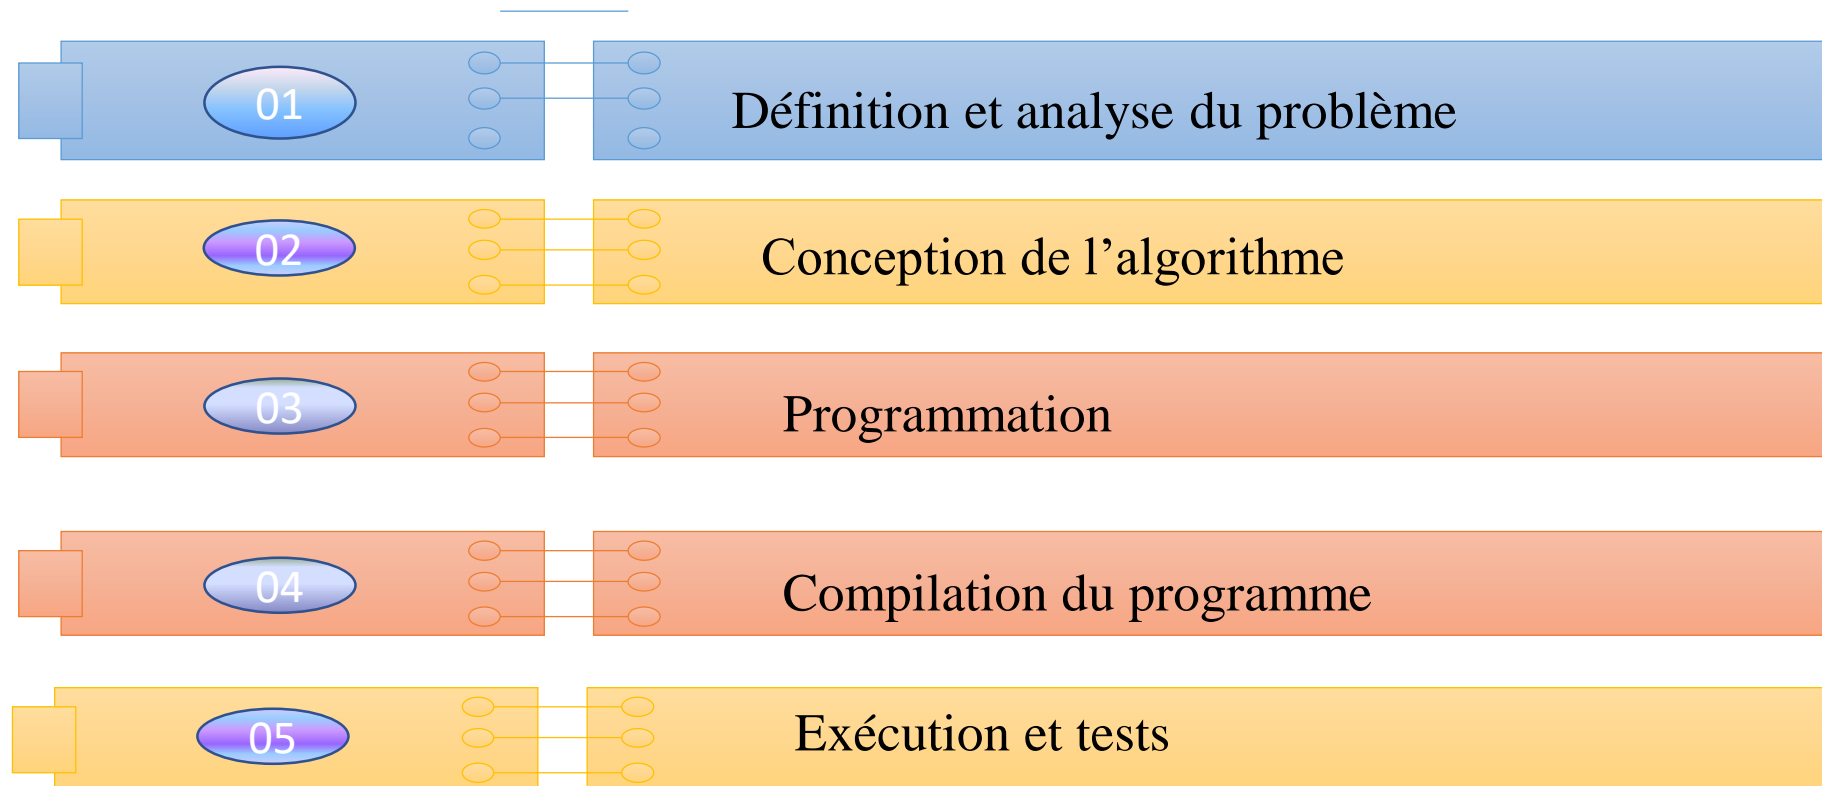 01 Définition et analyse du problème
02 Conception de l’algorithme
03 Programmation
04 Compilation du programme
05 Exécution et tests